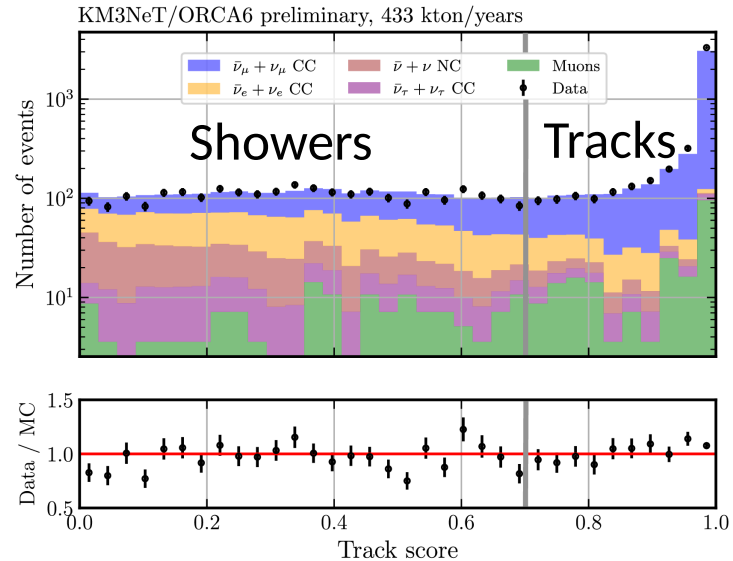 KM3NeT/ORCA6 preliminary, 433 kton/years
ν̄μ + νμ CC
ν̄e + νe CC
ν̄ + ν NC
ν̄τ + ντ CC
Muons
Data
Showers
Tracks
Number of events
10³
10²
10¹
Data / MC
1.5
1.0
0.5
0.0 0.2 0.4 0.6 0.8 1.0
Track score